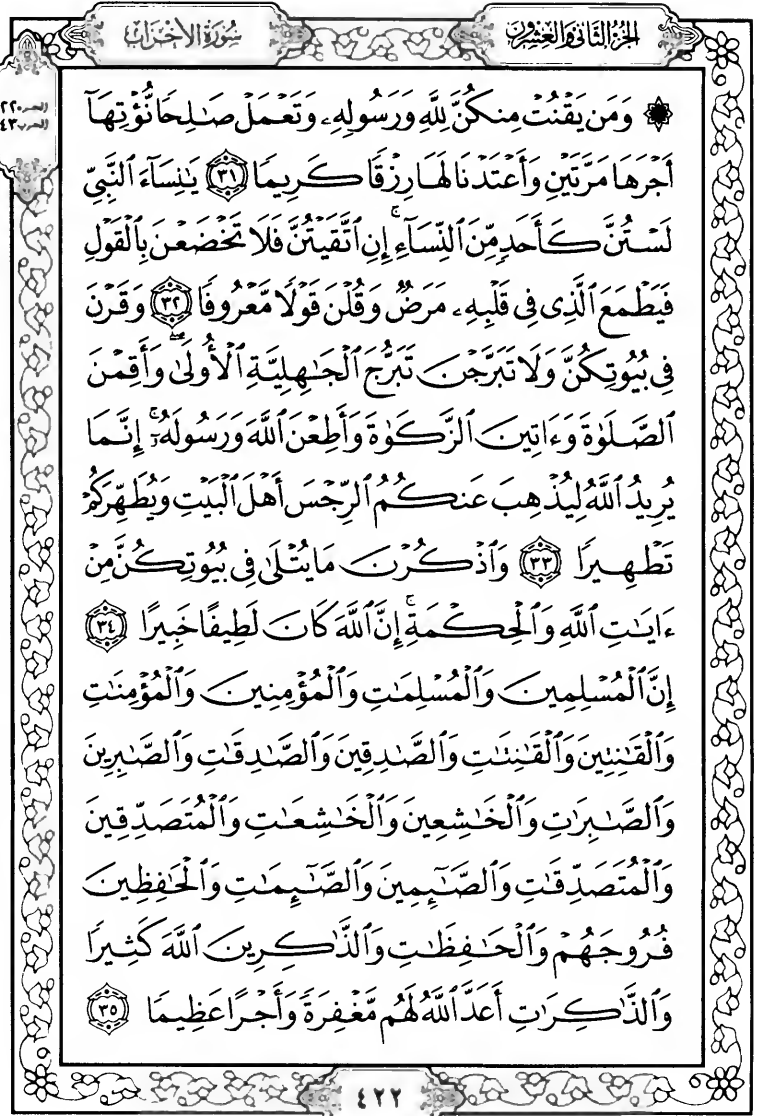 الجزء الثاني والعشرون
سورة الأحزاب
۞ وَمَن يَقْنُتْ مِنكُنَّ لِلَّهِ وَرَسُولِهِۦ وَتَعْمَلْ صَٰلِحًا نُّؤْتِهَآ
أَجْرَهَا مَرَّتَيْنِ وَأَعْتَدْنَا لَهَا رِزْقًا كَرِيمًا ٣١ يَٰنِسَآءَ ٱلنَّبِيِّ
لَسْتُنَّ كَأَحَدٍ مِّنَ ٱلنِّسَآءِ ۚ إِنِ ٱتَّقَيْتُنَّ فَلَا تَخْضَعْنَ بِٱلْقَوْلِ
فَيَطْمَعَ ٱلَّذِى فِى قَلْبِهِۦ مَرَضٌ وَقُلْنَ قَوْلًا مَّعْرُوفًا ٣٢ وَقَرْنَ
فِى بُيُوتِكُنَّ وَلَا تَبَرَّجْنَ تَبَرُّجَ ٱلْجَٰهِلِيَّةِ ٱلْأُولَىٰ ۖ وَأَقِمْنَ
ٱلصَّلَوٰةَ وَءَاتِينَ ٱلزَّكَوٰةَ وَأَطِعْنَ ٱللَّهَ وَرَسُولَهُۥٓ ۚ إِنَّمَا
يُرِيدُ ٱللَّهُ لِيُذْهِبَ عَنكُمُ ٱلرِّجْسَ أَهْلَ ٱلْبَيْتِ وَيُطَهِّرَكُمْ
تَطْهِيرًا ٣٣ وَٱذْكُرْنَ مَا يُتْلَىٰ فِى بُيُوتِكُنَّ مِنْ
ءَايَٰتِ ٱللَّهِ وَٱلْحِكْمَةِ ۚ إِنَّ ٱللَّهَ كَانَ لَطِيفًا خَبِيرًا ٣٤
إِنَّ ٱلْمُسْلِمِينَ وَٱلْمُسْلِمَٰتِ وَٱلْمُؤْمِنِينَ وَٱلْمُؤْمِنَٰتِ
وَٱلْقَٰنِتِينَ وَٱلْقَٰنِتَٰتِ وَٱلصَّٰدِقِينَ وَٱلصَّٰدِقَٰتِ وَٱلصَّٰبِرِينَ
وَٱلصَّٰبِرَٰتِ وَٱلْخَٰشِعِينَ وَٱلْخَٰشِعَٰتِ وَٱلْمُتَصَدِّقِينَ
وَٱلْمُتَصَدِّقَٰتِ وَٱلصَّٰٓئِمِينَ وَٱلصَّٰٓئِمَٰتِ وَٱلْحَٰفِظِينَ
فُرُوجَهُمْ وَٱلْحَٰفِظَٰتِ وَٱلذَّٰكِرِينَ ٱللَّهَ كَثِيرًا
وَٱلذَّٰكِرَٰتِ أَعَدَّ ٱللَّهُ لَهُم مَّغْفِرَةً وَأَجْرًا عَظِيمًا ٣٥
٤٢٢